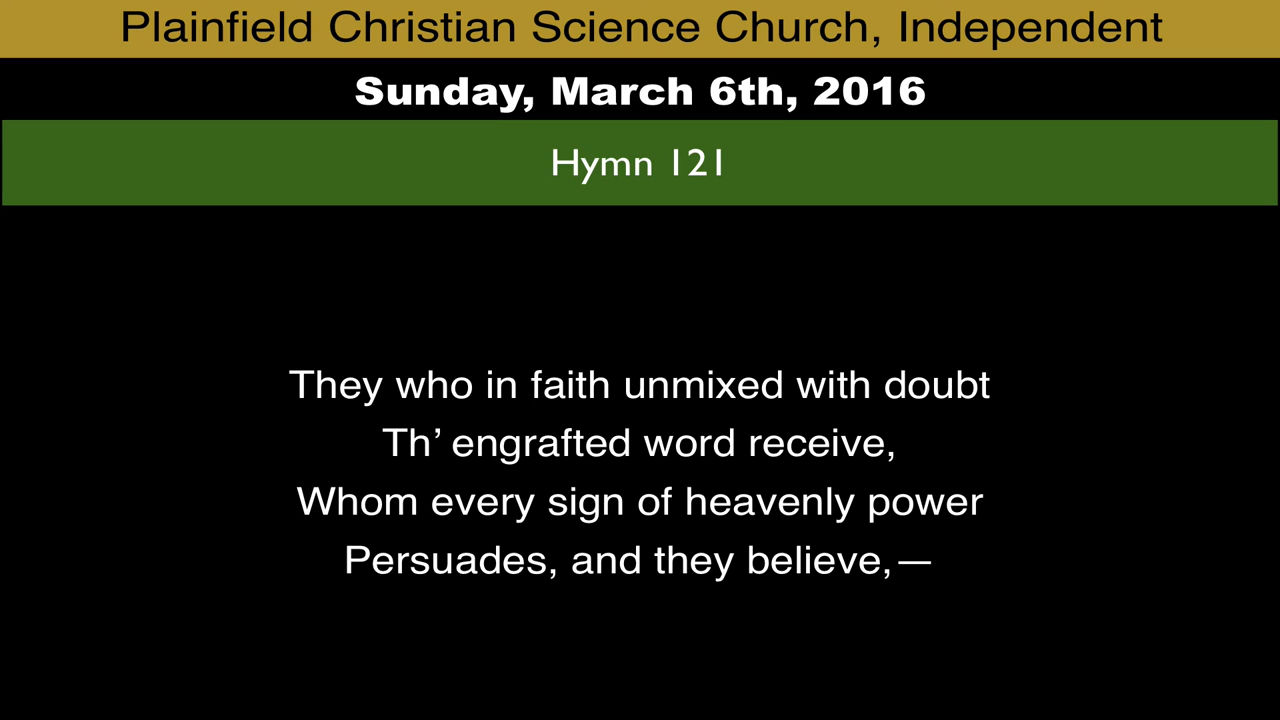 Plainfield Christian Science Church, Independent
Sunday, March 6th, 2016
Hymn 121
They who in faith unmixed with doubt
Th’ engrafted word receive,
Whom every sign of heavenly power
Persuades, and they believe,—